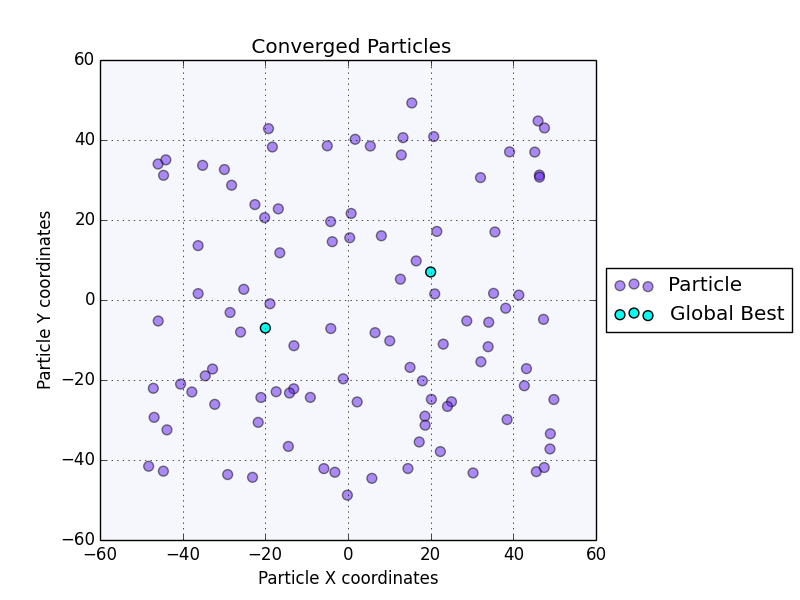 Converged Particles
60
40
20
0
−20
−40
−60
−60 −40 −20 0 20 40 60
Particle X coordinates
Particle Y coordinates
Particle
Global Best